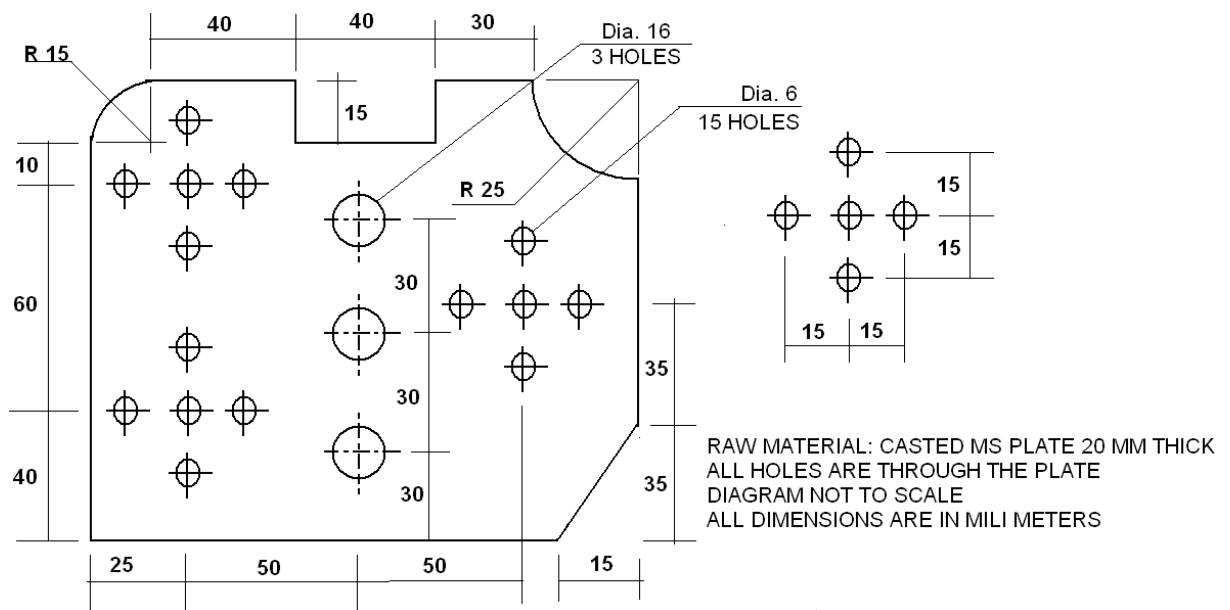 40
40
30
Dia. 16
3 HOLES
R 15
15
Dia. 6
15 HOLES
10
R 25
15
15
30
60
15
15
35
30
RAW MATERIAL: CASTED MS PLATE 20 MM THICK
ALL HOLES ARE THROUGH THE PLATE
DIAGRAM NOT TO SCALE
ALL DIMENSIONS ARE IN MILI METERS
40
30
35
25
50
50
15